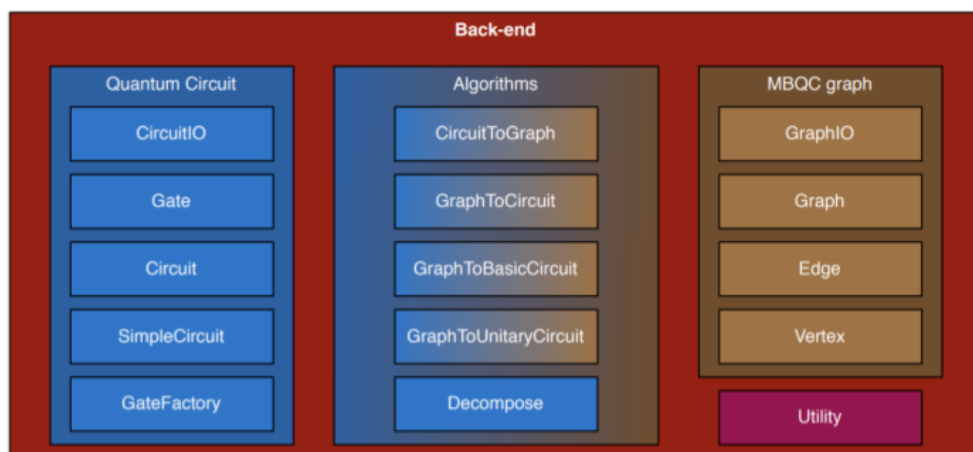 Back-end
Quantum Circuit
CircuitIO
Gate
Circuit
SimpleCircuit
GateFactory
Algorithms
CircuitToGraph
GraphToCircuit
GraphToBasicCircuit
GraphToUnitaryCircuit
Decompose
MBQC graph
GraphIO
Graph
Edge
Vertex
Utility